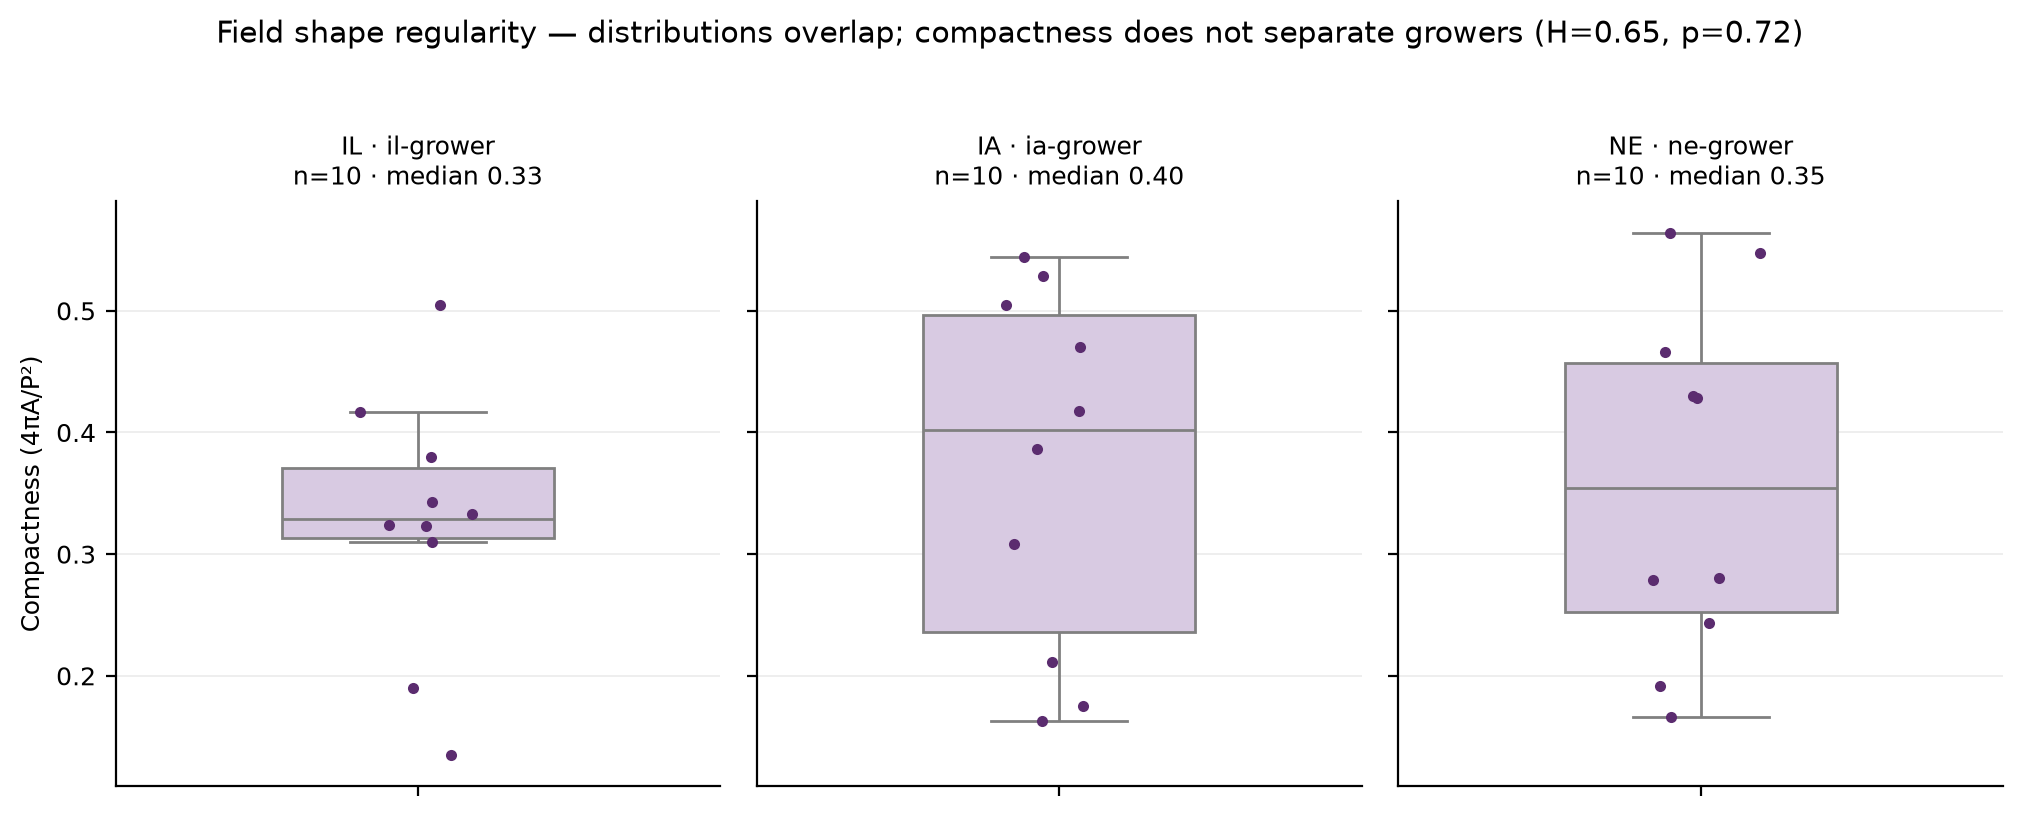 Field shape regularity — distributions overlap; compactness does not separate growers (H=0.65, p=0.72)
IL · il-grower
n=10 · median 0.33
IA · ia-grower
n=10 · median 0.40
NE · ne-grower
n=10 · median 0.35
Compactness (4πA/P²)
0.5
0.4
0.3
0.2